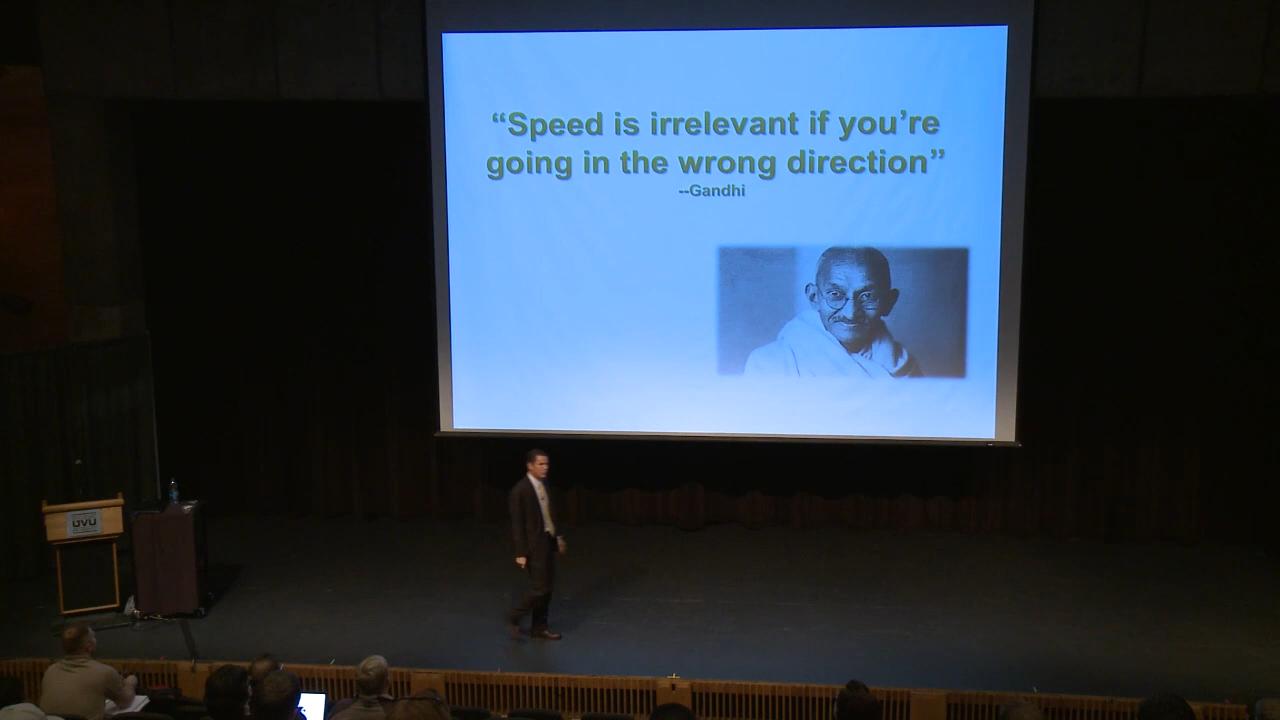 “Speed is irrelevant if you’re
going in the wrong direction”
--Gandhi
UVU